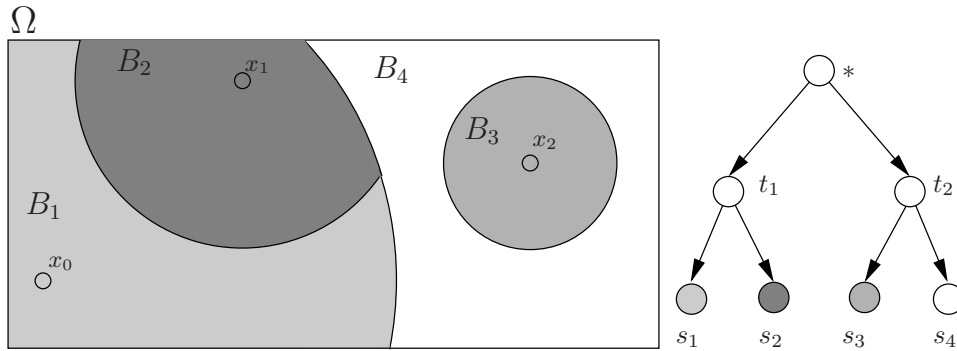 Ω
B₂
x₁
B₄
*
B₃
x₂
t₁
t₂
B₁
x₀
s₁
s₂
s₃
s₄